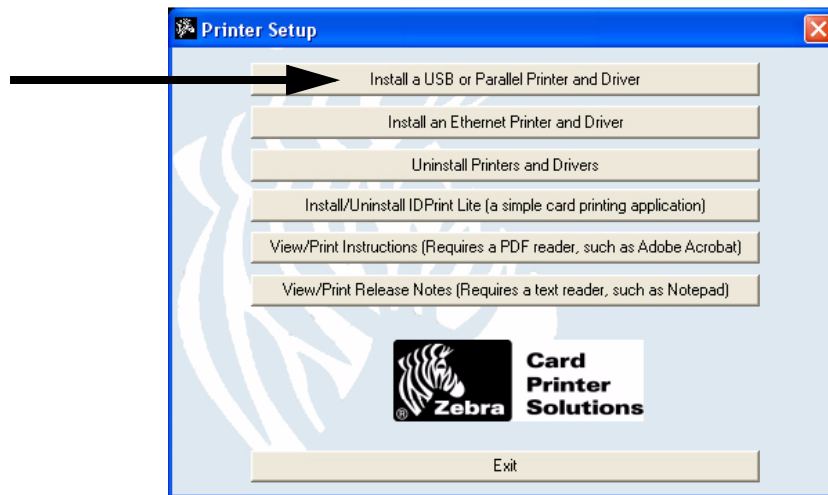 Printer Setup
Install a USB or Parallel Printer and Driver
Install an Ethernet Printer and Driver
Uninstall Printers and Drivers
Install/Uninstall IDPrint Lite (a simple card printing application)
View/Print Instructions (Requires a PDF reader, such as Adobe Acrobat)
View/Print Release Notes (Requires a text reader, such as Notepad)
Card
Printer
Solutions
® Zebra
Exit